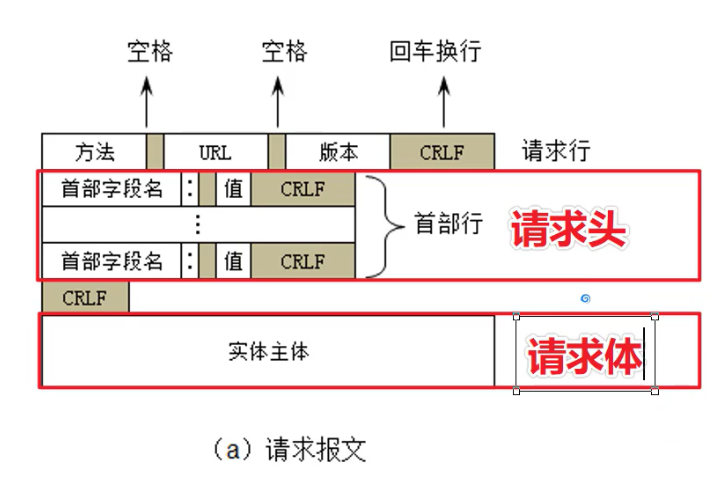 空格 空格 回车换行
方法 URL 版本 CRLF 请求行
首部字段名 : 值 CRLF
⋮ 首部行 请求头
首部字段名 : 值 CRLF
CRLF
实体主体 请求体
(a) 请求报文